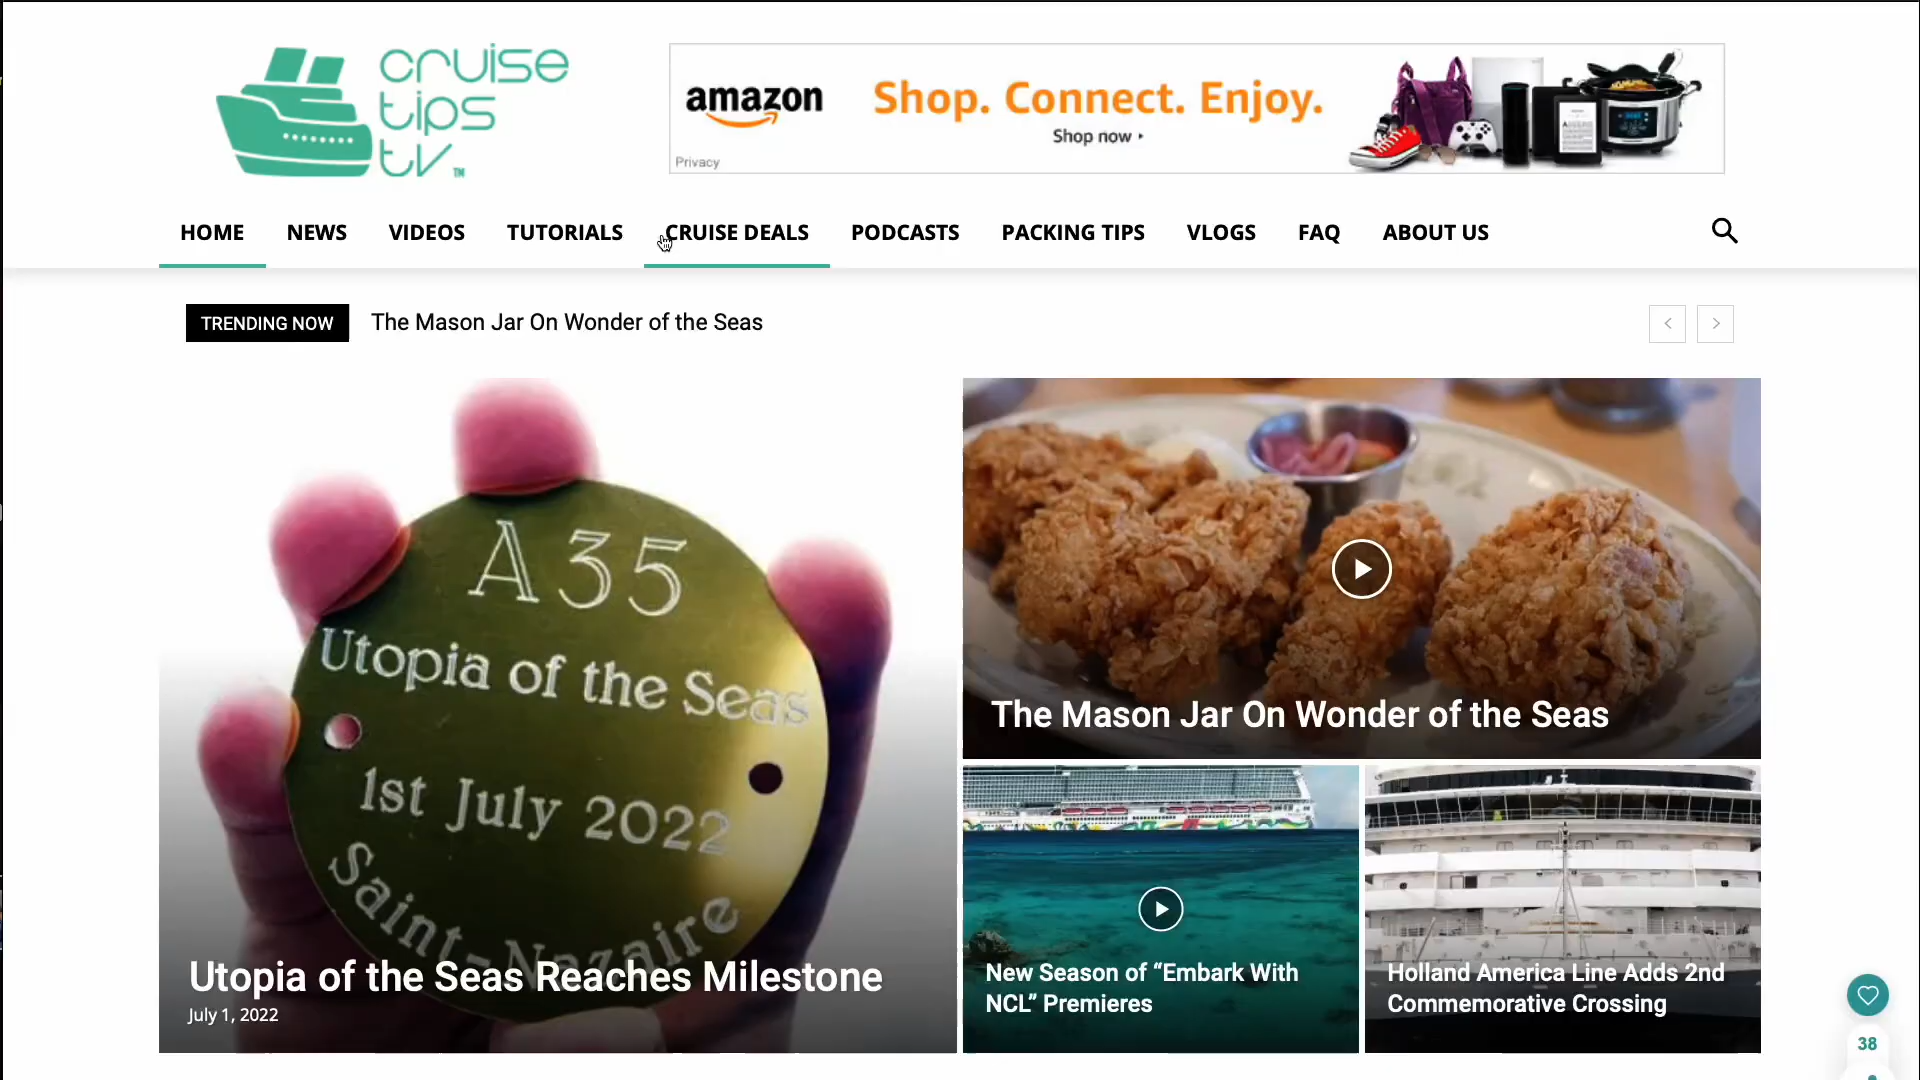 cruise
tips
tv™
amazon
Shop. Connect. Enjoy.
Shop now
Privacy
HOME NEWS VIDEOS TUTORIALS CRUISE DEALS PODCASTS PACKING TIPS VLOGS FAQ ABOUT US
TRENDING NOW The Mason Jar On Wonder of the Seas
A35
Utopia of the Seas
1st July 2022
Saint-Nazaire
Utopia of the Seas Reaches Milestone
July 1, 2022
The Mason Jar On Wonder of the Seas
New Season of “Embark With
NCL” Premieres
Holland America Line Adds 2nd
Commemorative Crossing
38